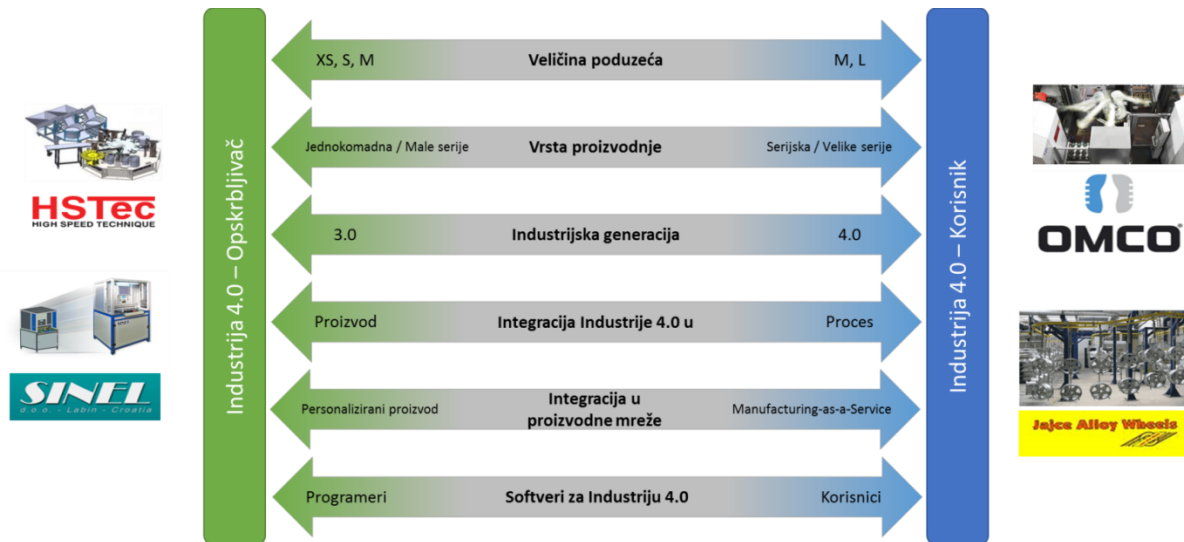 HSTec
HIGH SPEED TECHNIQUE
SINEL
d.o.o. - Labin - Croatia
Industrija 4.0 – Opskrbljivač
XS, S, M
Veličina poduzeća
M, L
Jednokomadna / Male serije
Vrsta proizvodnje
Serijska / Velike serije
3.0
Industrijska generacija
4.0
Proizvod
Integracija Industrije 4.0 u
Proces
Personalizirani proizvod
Integracija u
proizvodne mreže
Manufacturing-as-a-Service
Programeri
Softveri za Industriju 4.0
Korisnici
Industrija 4.0 – Korisnik
OMCO
Jajce Alloy Wheels